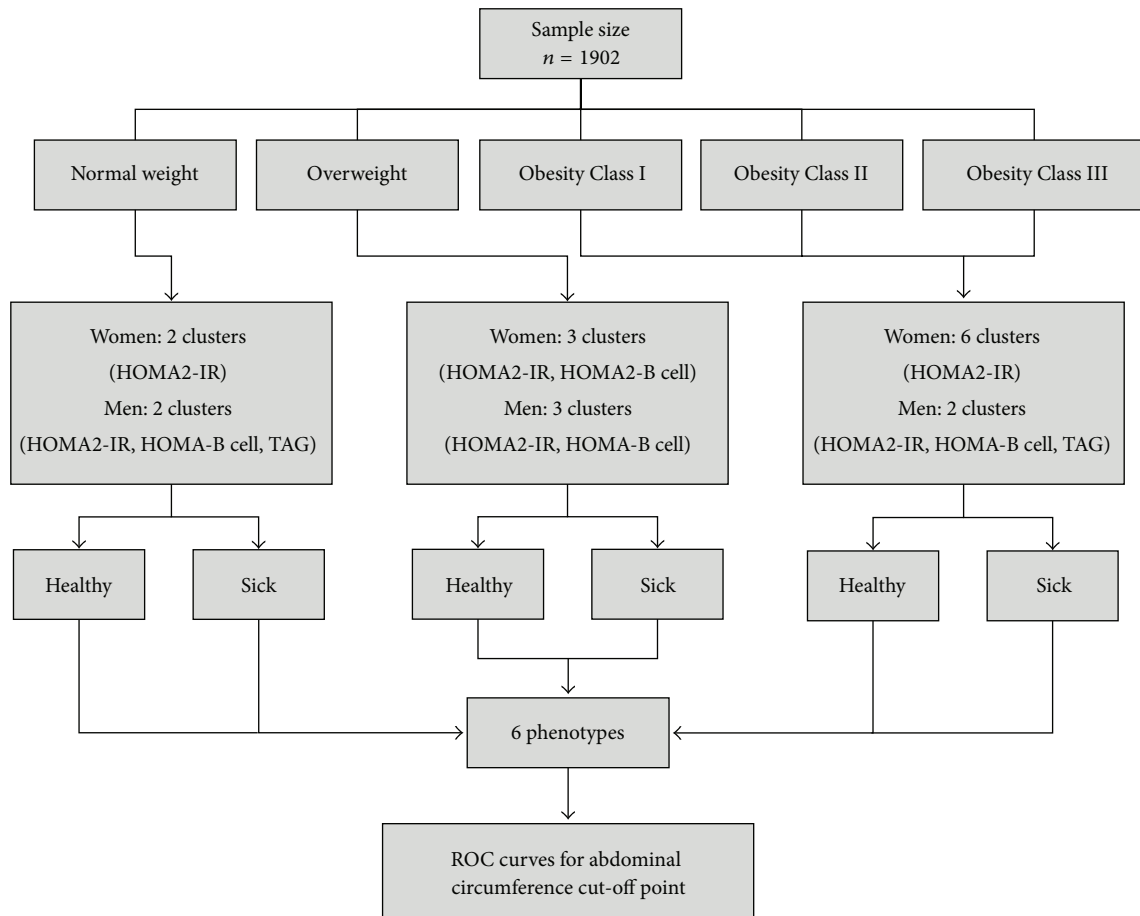 Sample size
n = 1902
Normal weight
Overweight
Obesity Class I
Obesity Class II
Obesity Class III
Women: 2 clusters
(HOMA2-IR)
Men: 2 clusters
(HOMA2-IR, HOMA-B cell, TAG)
Women: 3 clusters
(HOMA2-IR, HOMA2-B cell)
Men: 3 clusters
(HOMA2-IR, HOMA-B cell)
Women: 6 clusters
(HOMA2-IR)
Men: 2 clusters
(HOMA2-IR, HOMA-B cell, TAG)
Healthy
Sick
Healthy
Sick
Healthy
Sick
6 phenotypes
ROC curves for abdominal
circumference cut-off point